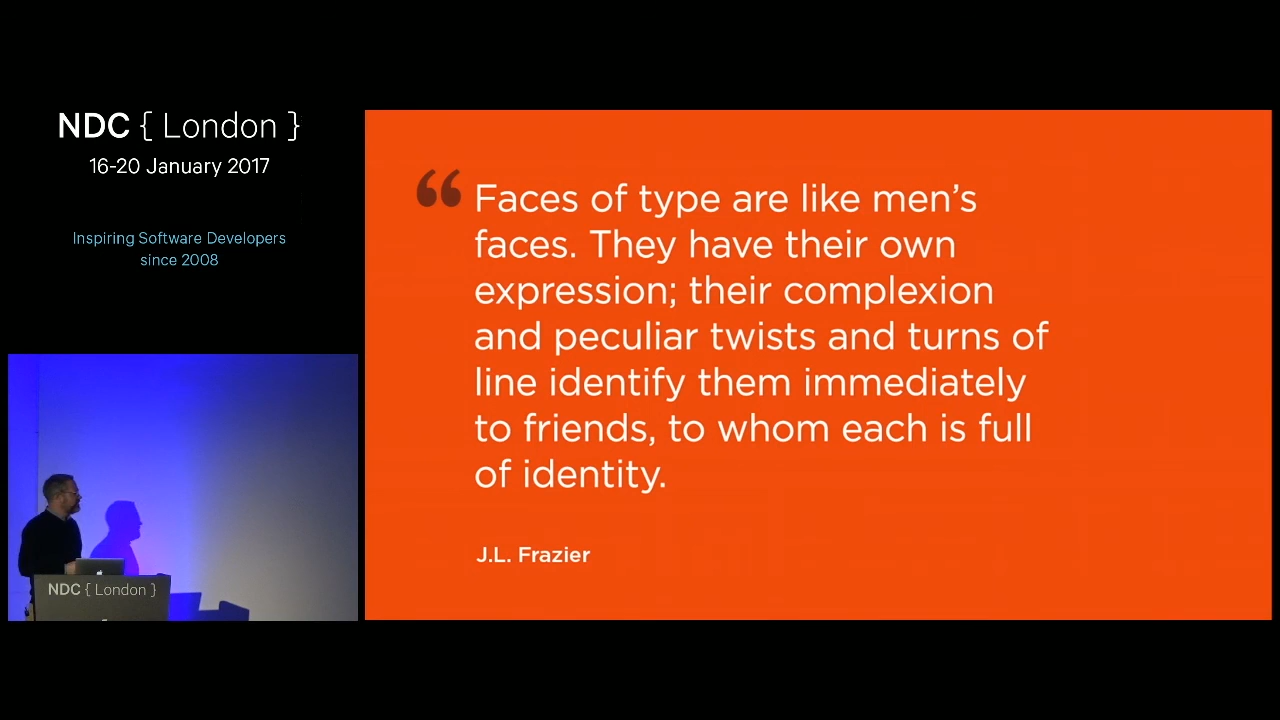 NDC { London }
16-20 January 2017
Inspiring Software Developers
since 2008
“Faces of type are like men’s
faces. They have their own
expression; their complexion
and peculiar twists and turns of
line identify them immediately
to friends, to whom each is full
of identity.
J.L. Frazier
NDC { London }